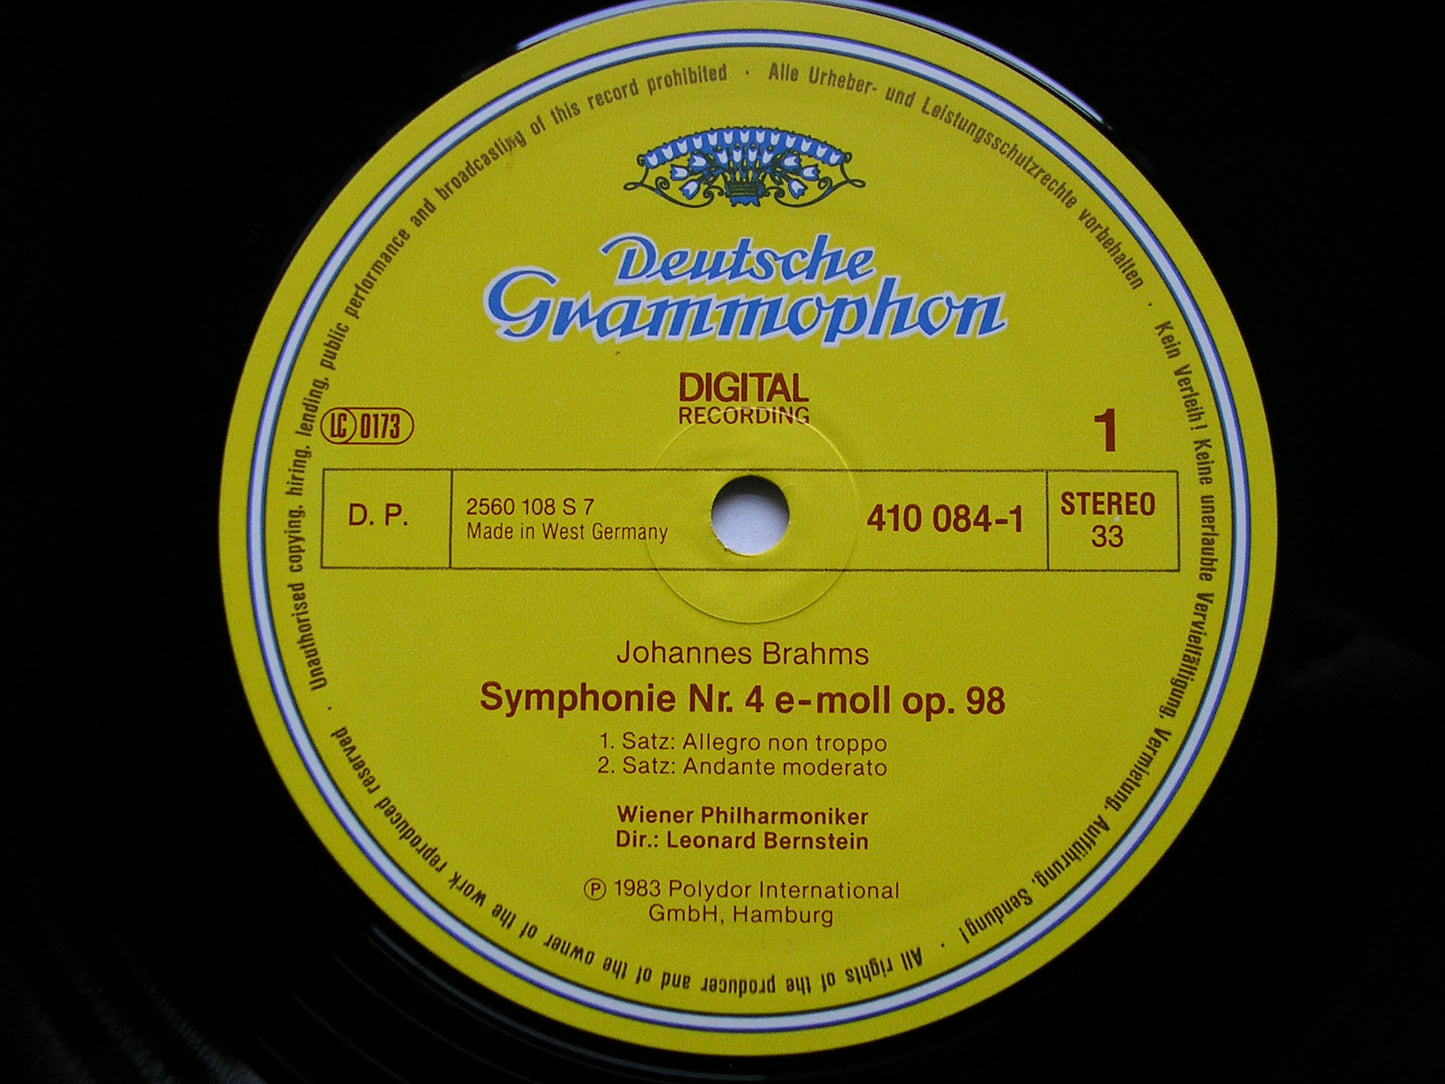 Alle Urheber- und Leistungsschutzrechte vorbehalten · Kein Verleih! Keine unerlaubte Vervielfältigung, Vermietung, Aufführung, Sendung! · All rights of the producer and of the owner of the work reproduced reserved · Unauthorised copying, hiring, lending, public performance and broadcasting of this record prohibited ·
Deutsche
Grammophon
DIGITAL
RECORDING
LC 0173
1
D. P.
2560 108 S 7
Made in West Germany
410 084-1
STEREO
33
Johannes Brahms
Symphonie Nr. 4 e-moll op. 98
1. Satz: Allegro non troppo
2. Satz: Andante moderato
Wiener Philharmoniker
Dir.: Leonard Bernstein
Ⓟ 1983 Polydor International
GmbH, Hamburg